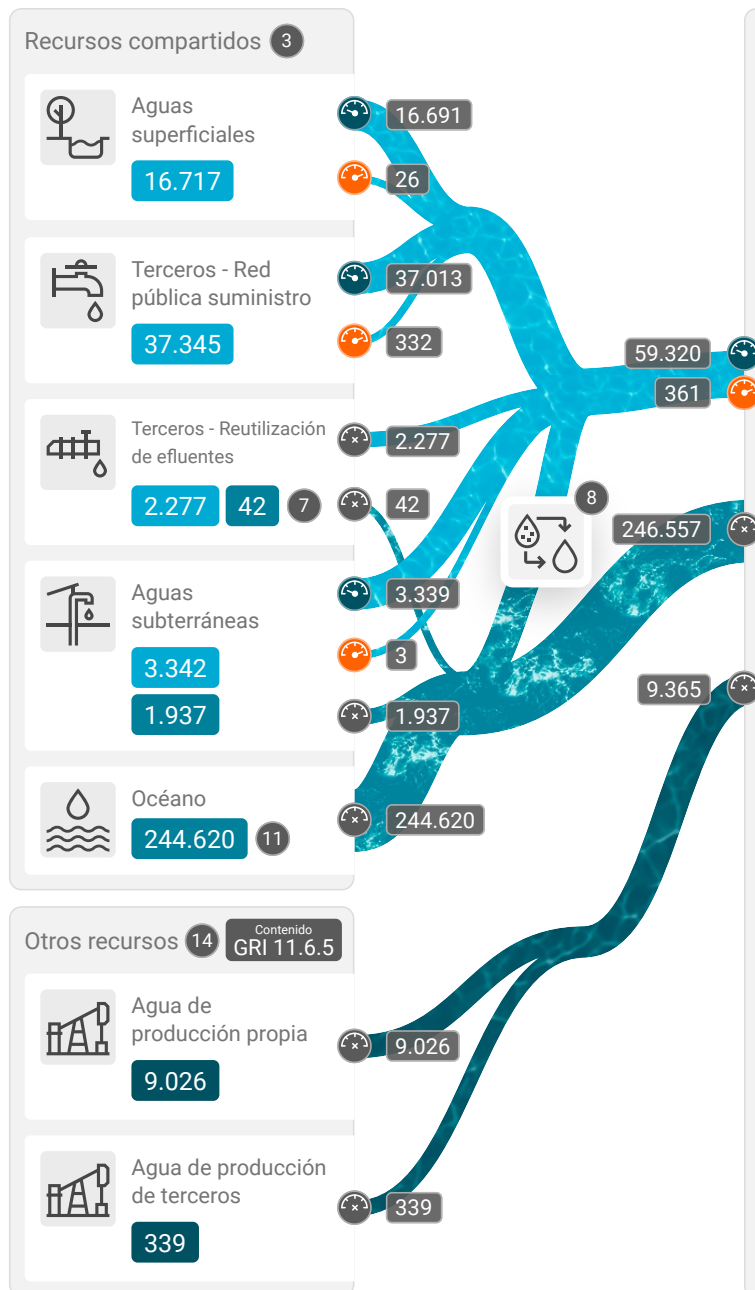 Recursos compartidos 3
Aguas
superficiales
16.717
16.691
26
Terceros - Red
pública suministro
37.345
37.013
332
Terceros - Reutilización
de efluentes
2.277 42 7
2.277
42
Aguas
subterráneas
3.342
1.937
3.339
3
1.937
Océano
244.620 11
244.620
8
59.320
361
246.557
9.365
Otros recursos 14
Contenido
GRI 11.6.5
Agua de
producción propia
9.026
9.026
Agua de producción
de terceros
339
339